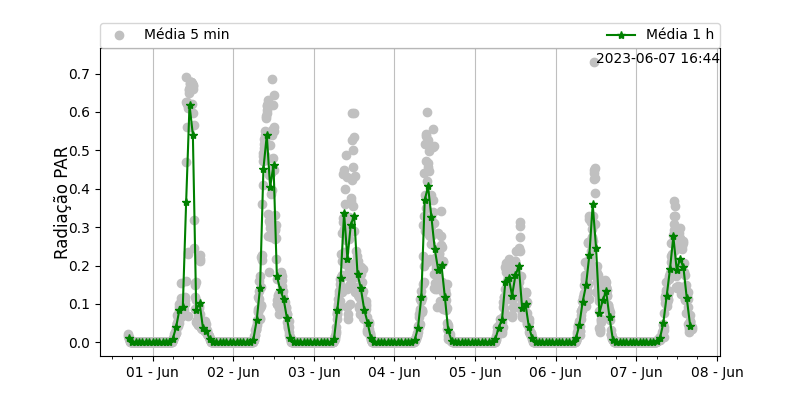 Média 5 min
Média 1 h
2023-06-07 16:44
Radiação PAR
0.7
0.6
0.5
0.4
0.3
0.2
0.1
0.0
01 - Jun
02 - Jun
03 - Jun
04 - Jun
05 - Jun
06 - Jun
07 - Jun
08 - Jun